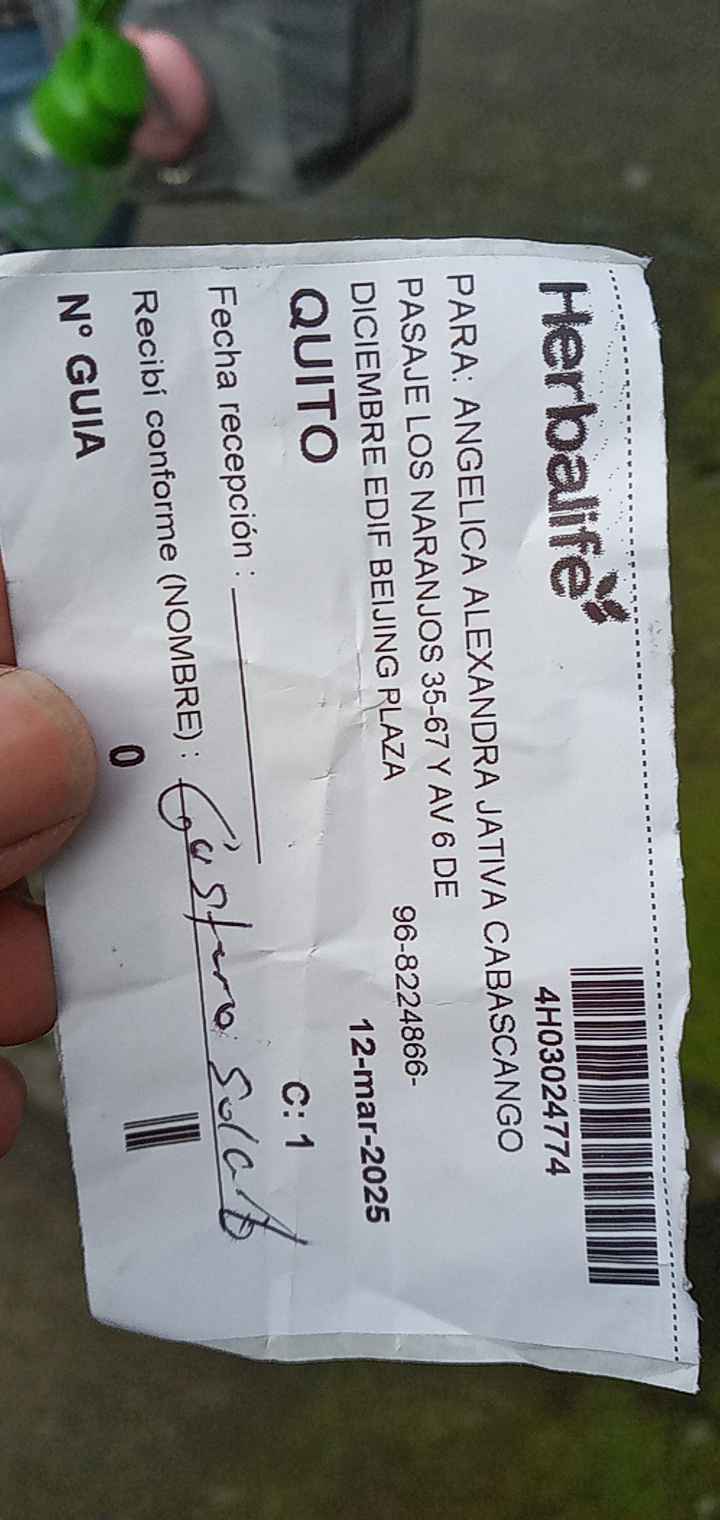 Herbalife
4H03024774
PARA: ANGELICA ALEXANDRA JATIVA CABASCANGO
PASAJE LOS NARANJOS 35-67 Y AV 6 DE
DICIEMBRE EDIF BEIJING PLAZA
96-8224866-
QUITO
12-mar-2025
Fecha recepción :
C: 1
Recibí conforme (NOMBRE) :
N° GUIA
0